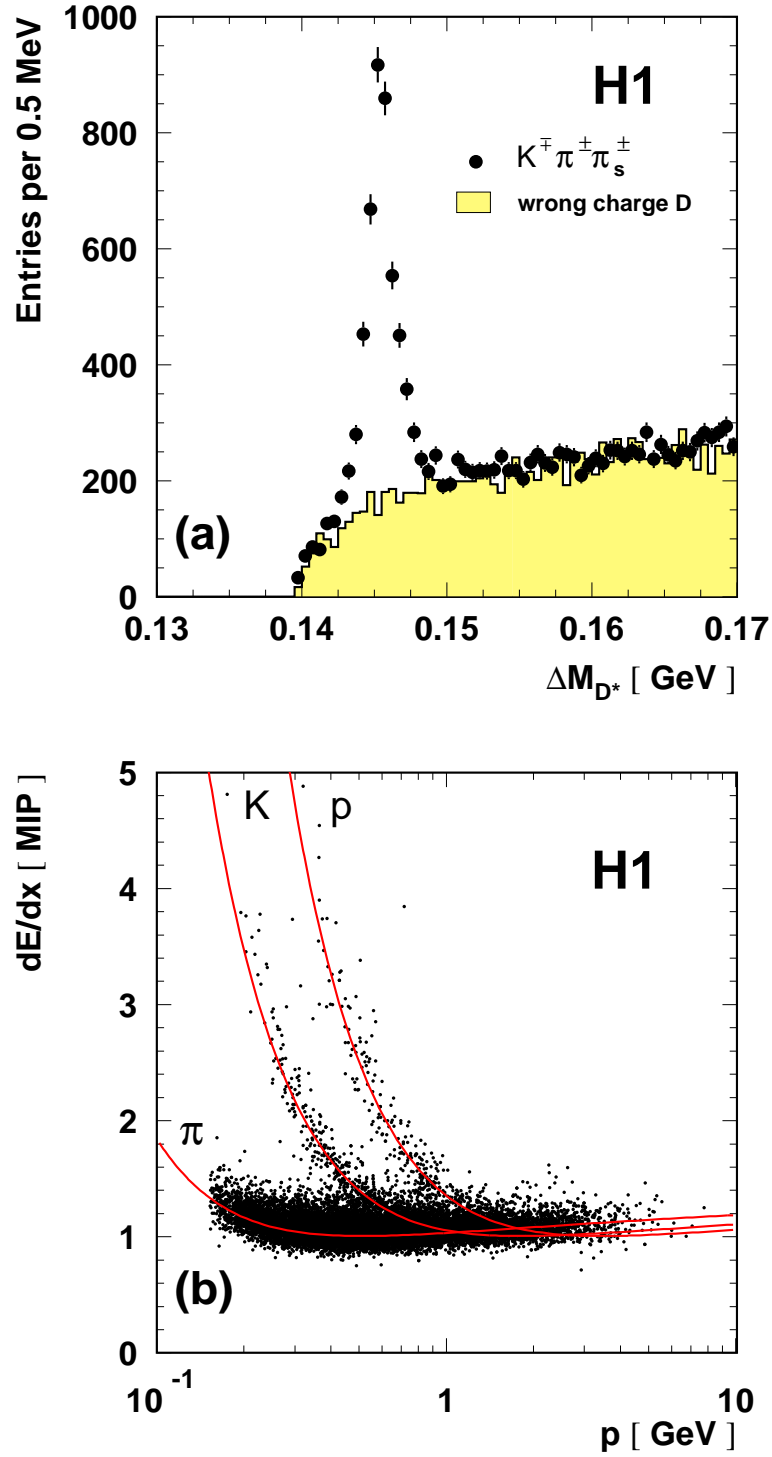 Entries per 0.5 MeV
1000
800
600
400
200
0
H1
K∓π±πs±
wrong charge D
(a)
0.13 0.14 0.15 0.16 0.17
ΔM_D* [ GeV ]
dE/dx [ MIP ]
5
4
3
2
1
0
K p
π
H1
(b)
10⁻¹ 1 10
p [ GeV ]